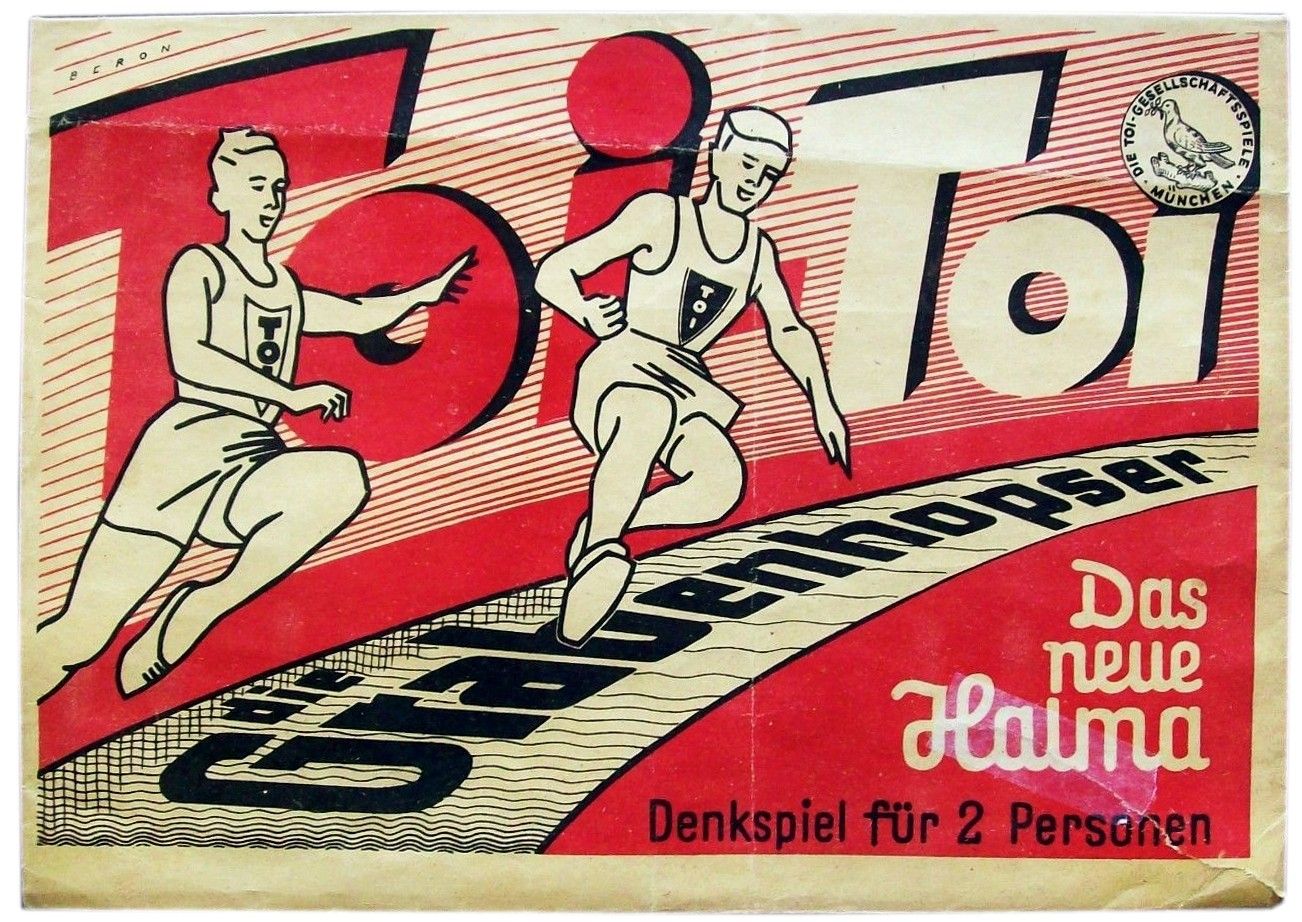 BERON
Toi Toi
DIE TOI-GESELLSCHAFTSSPIELE · MÜNCHEN ·
TOI
TOI
die
Grabenhopser
Das
neue
Halma
Denkspiel für 2 Personen